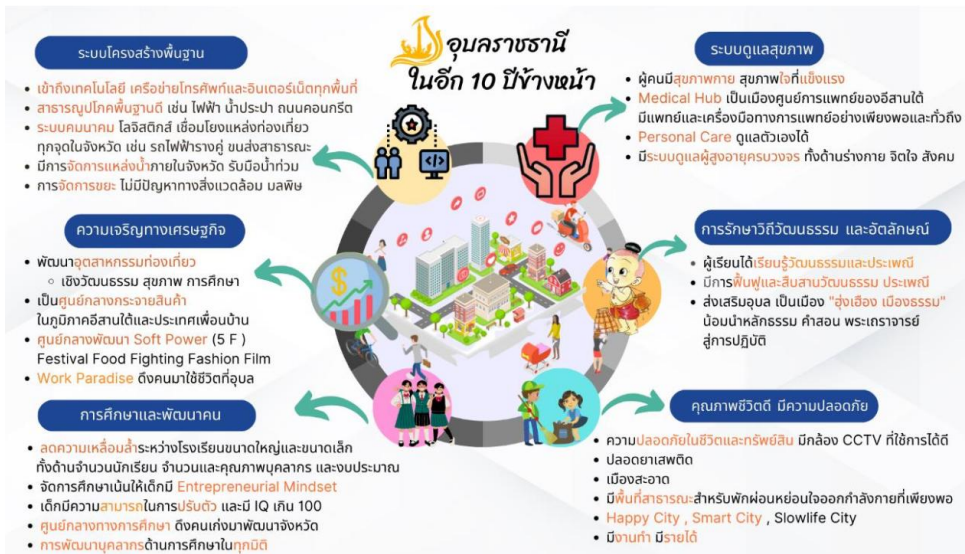 อุบลราชธานี
ในอีก 10 ปีข้างหน้า
ระบบโครงสร้างพื้นฐาน
• เข้าถึงเทคโนโลยี เครือข่ายโทรศัพท์และอินเตอร์เน็ตทุกพื้นที่
• สาธารณูปโภคพื้นฐานดี เช่น ไฟฟ้า น้ำประปา ถนนคอนกรีต
• ระบบคมนาคม โลจิสติกส์ เชื่อมโยงแหล่งท่องเที่ยว
ทุกจุดในจังหวัด เช่น รถไฟฟ้ารางคู่ ขนส่งสาธารณะ
• มีการจัดการแหล่งน้ำภายในจังหวัด รับมือน้ำท่วม
• การจัดการขยะ ไม่มีปัญหาทางสิ่งแวดล้อม มลพิษ
ความเจริญทางเศรษฐกิจ
• พัฒนาอุตสาหกรรมท่องเที่ยว
○ เชิงวัฒนธรรม สุขภาพ การศึกษา
• เป็นศูนย์กลางกระจายสินค้า
ในภูมิภาคอีสานใต้และประเทศเพื่อนบ้าน
• ศูนย์กลางพัฒนา Soft Power (5 F )
Festival Food Fighting Fashion Film
• Work Paradise ดึงคนมาใช้ชีวิตที่อุบล
การศึกษาและพัฒนาคน
• ลดความเหลื่อมล้ำระหว่างโรงเรียนขนาดใหญ่และขนาดเล็ก
ทั้งด้านจำนวนนักเรียน จำนวนและคุณภาพบุคลากร และงบประมาณ
• จัดการศึกษาเน้นให้เด็กมี Entrepreneurial Mindset
• เด็กมีความสามารถในการปรับตัว และมี IQ เกิน 100
• ศูนย์กลางทางการศึกษา ดึงคนเก่งมาพัฒนาจังหวัด
• การพัฒนาบุคลากรด้านการศึกษาในทุกมิติ
ระบบดูแลสุขภาพ
• ผู้คนมีสุขภาพกาย สุขภาพใจที่แข็งแรง
• Medical Hub เป็นเมืองศูนย์การแพทย์ของอีสานใต้
มีแพทย์และเครื่องมือทางการแพทย์อย่างเพียงพอและทั่วถึง
• Personal Care ดูแลตัวเองได้
• มีระบบดูแลผู้สูงอายุครบวงจร ทั้งด้านร่างกาย จิตใจ สังคม
การรักษาวิถีวัฒนธรรม และอัตลักษณ์
• ผู้เรียนได้เรียนรู้วัฒนธรรมและประเพณี
• มีการฟื้นฟูและสืบสานวัฒนธรรม ประเพณี
• ส่งเสริมอุบล เป็นเมือง "ฮุ่งเฮือง เมืองธรรม"
น้อมนำหลักธรรม คำสอน พระเถราจารย์
สู่การปฏิบัติ
คุณภาพชีวิตดี มีความปลอดภัย
• ความปลอดภัยในชีวิตและทรัพย์สิน มีกล้อง CCTV ที่ใช้การได้ดี
• ปลอดยาเสพติด
• เมืองสะอาด
• มีพื้นที่สาธารณะสำหรับพักผ่อนหย่อนใจออกกำลังกายที่เพียงพอ
• Happy City , Smart City , Slowlife City
• มีงานทำ มีรายได้